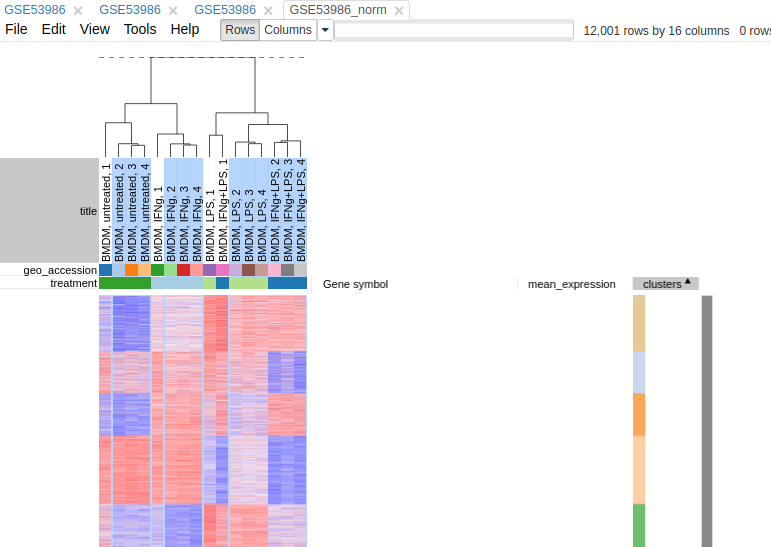 GSE53986 × GSE53986 × GSE53986 × GSE53986_norm ×
File Edit View Tools Help Rows Columns 12,001 rows by 16 columns 0 rows
title
BMDM, untreated, 1
BMDM, untreated, 2
BMDM, untreated, 3
BMDM, untreated, 4
BMDM, IFNg, 1
BMDM, IFNg, 2
BMDM, IFNg, 3
BMDM, IFNg, 4
BMDM, LPS, 1
BMDM, IFNg+LPS, 1
BMDM, LPS, 2
BMDM, LPS, 3
BMDM, LPS, 4
BMDM, IFNg+LPS, 2
BMDM, IFNg+LPS, 3
BMDM, IFNg+LPS, 4
geo_accession
treatment Gene symbol mean_expression clusters